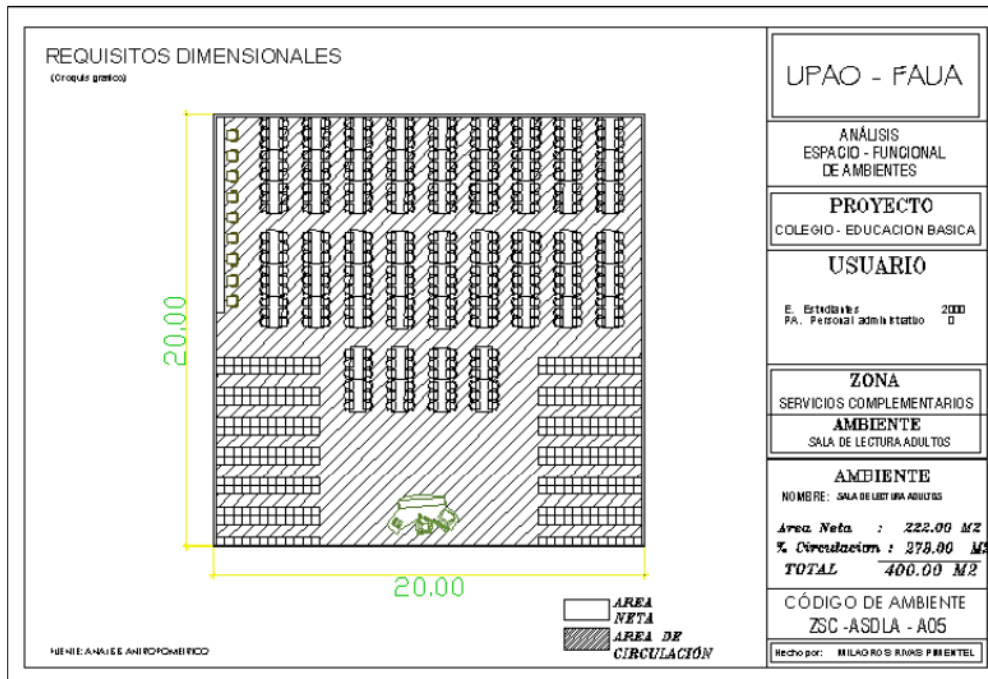 REQUISITOS DIMENSIONALES
(Croquis grafico)
20.00
20.00
AREA
NETA
AREA DE
CIRCULACIÓN
FUENTE: ANALISIS ANTROPOMETRICO
UPAO - FAUA
ANÁLISIS
ESPACIO - FUNCIONAL
DE AMBIENTES
PROYECTO
COLEGIO - EDUCACION BASICA
USUARIO
E. Estudiantes 2000
PA. Personal administrativo 0
ZONA
SERVICIOS COMPLEMENTARIOS
AMBIENTE
SALA DE LECTURA ADULTOS
AMBIENTE
NOMBRE: SALA DE LECTURA ADULTOS
Area Neta : 222.00 M2
% Circulacion : 278.00 M2
TOTAL 400.00 M2
CÓDIGO DE AMBIENTE
ZSC -ASDLA - A05
Hecho por: MILAGROS RIVAS PIMENTEL